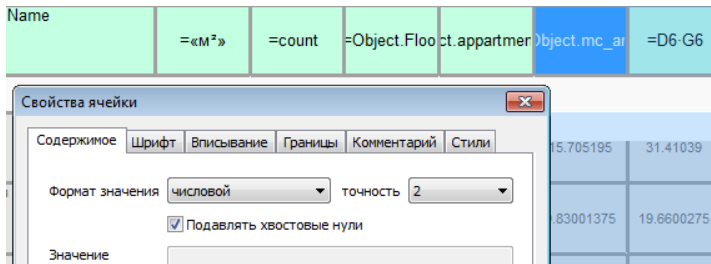 Name
=«м²» =count =Object.Floo ct.appartmer Object.mc_ar =D6·G6
Свойства ячейки
Содержимое Шрифт Вписывание Границы Комментарий Стили
15.705195 31.41039
Формат значения числовой точность 2
.83001375 19.6600275
Подавлять хвостовые нули
Значение